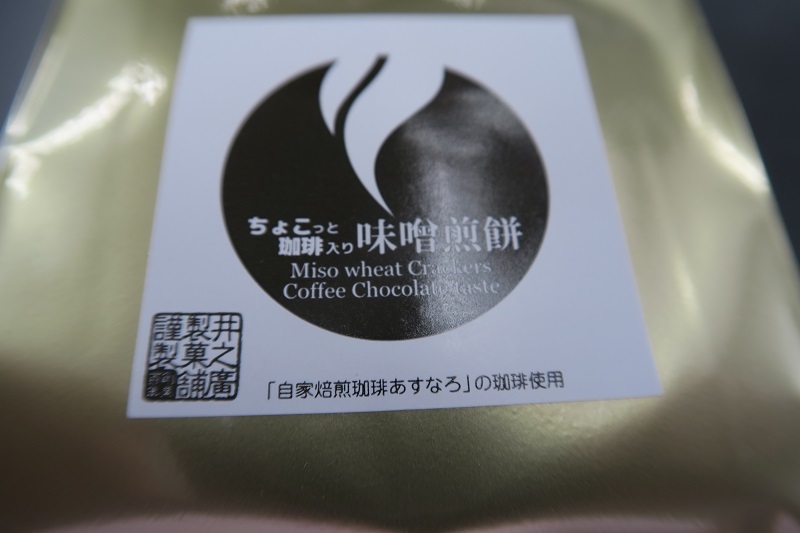 ちょこっと
珈琲入り味噌煎餅
Miso wheat Crackers
Coffee Chocolate taste
井之廣
製菓舗
謹製
「自家焙煎珈琲あすなろ」の珈琲使用